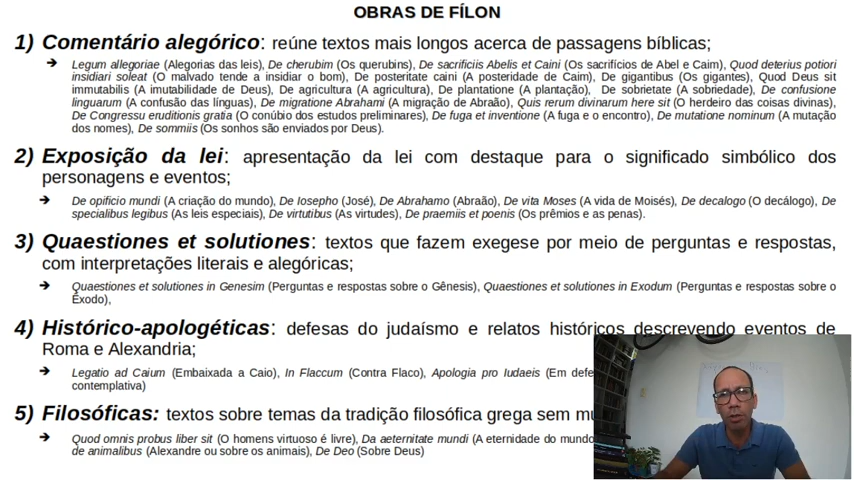 OBRAS DE FÍLON
1) Comentário alegórico: reúne textos mais longos acerca de passagens bíblicas;
➔ Legum allegoriae (Alegorias das leis), De cherubim (Os querubins), De sacrificiis Abelis et Caini (Os sacrifícios de Abel e Caim), Quod deterius potiori
insidiari soleat (O malvado tende a insidiar o bom), De posteritate caini (A posteridade de Caim), De gigantibus (Os gigantes), Quod Deus sit
immutabilis (A imutabilidade de Deus), De agricultura (A agricultura), De plantatione (A plantação), De sobrietate (A sobriedade), De confusione
linguarum (A confusão das línguas), De migratione Abrahami (A migração de Abraão), Quis rerum divinarum here sit (O herdeiro das coisas divinas),
De Congressu eruditionis gratia (O conúbio dos estudos preliminares), De fuga et inventione (A fuga e o encontro), De mutatione nominum (A mutação
dos nomes), De sommiis (Os sonhos são enviados por Deus).
2) Exposição da lei: apresentação da lei com destaque para o significado simbólico dos
personagens e eventos;
➔ De opificio mundi (A criação do mundo), De Iosepho (José), De Abrahamo (Abraão), De vita Moses (A vida de Moisés), De decalogo (O decálogo), De
specialibus legibus (As leis especiais), De virtutibus (As virtudes), De praemiis et poenis (Os prêmios e as penas).
3) Quaestiones et solutiones: textos que fazem exegese por meio de perguntas e respostas,
com interpretações literais e alegóricas;
➔ Quaestiones et solutiones in Genesim (Perguntas e respostas sobre o Gênesis), Quaestiones et solutiones in Exodum (Perguntas e respostas sobre o
Êxodo),
4) Histórico-apologéticas: defesas do judaísmo e relatos históricos descrevendo eventos de
Roma e Alexandria;
➔ Legatio ad Caium (Embaixada a Caio), In Flaccum (Contra Flaco), Apologia pro Iudaeis (Em defe
contemplativa)
5) Filosóficas: textos sobre temas da tradição filosófica grega sem mu
➔ Quod omnis probus liber sit (O homens virtuoso é livre), Da aeternitate mundi (A eternidade do mundo
de animalibus (Alexandre ou sobre os animais), De Deo (Sobre Deus)